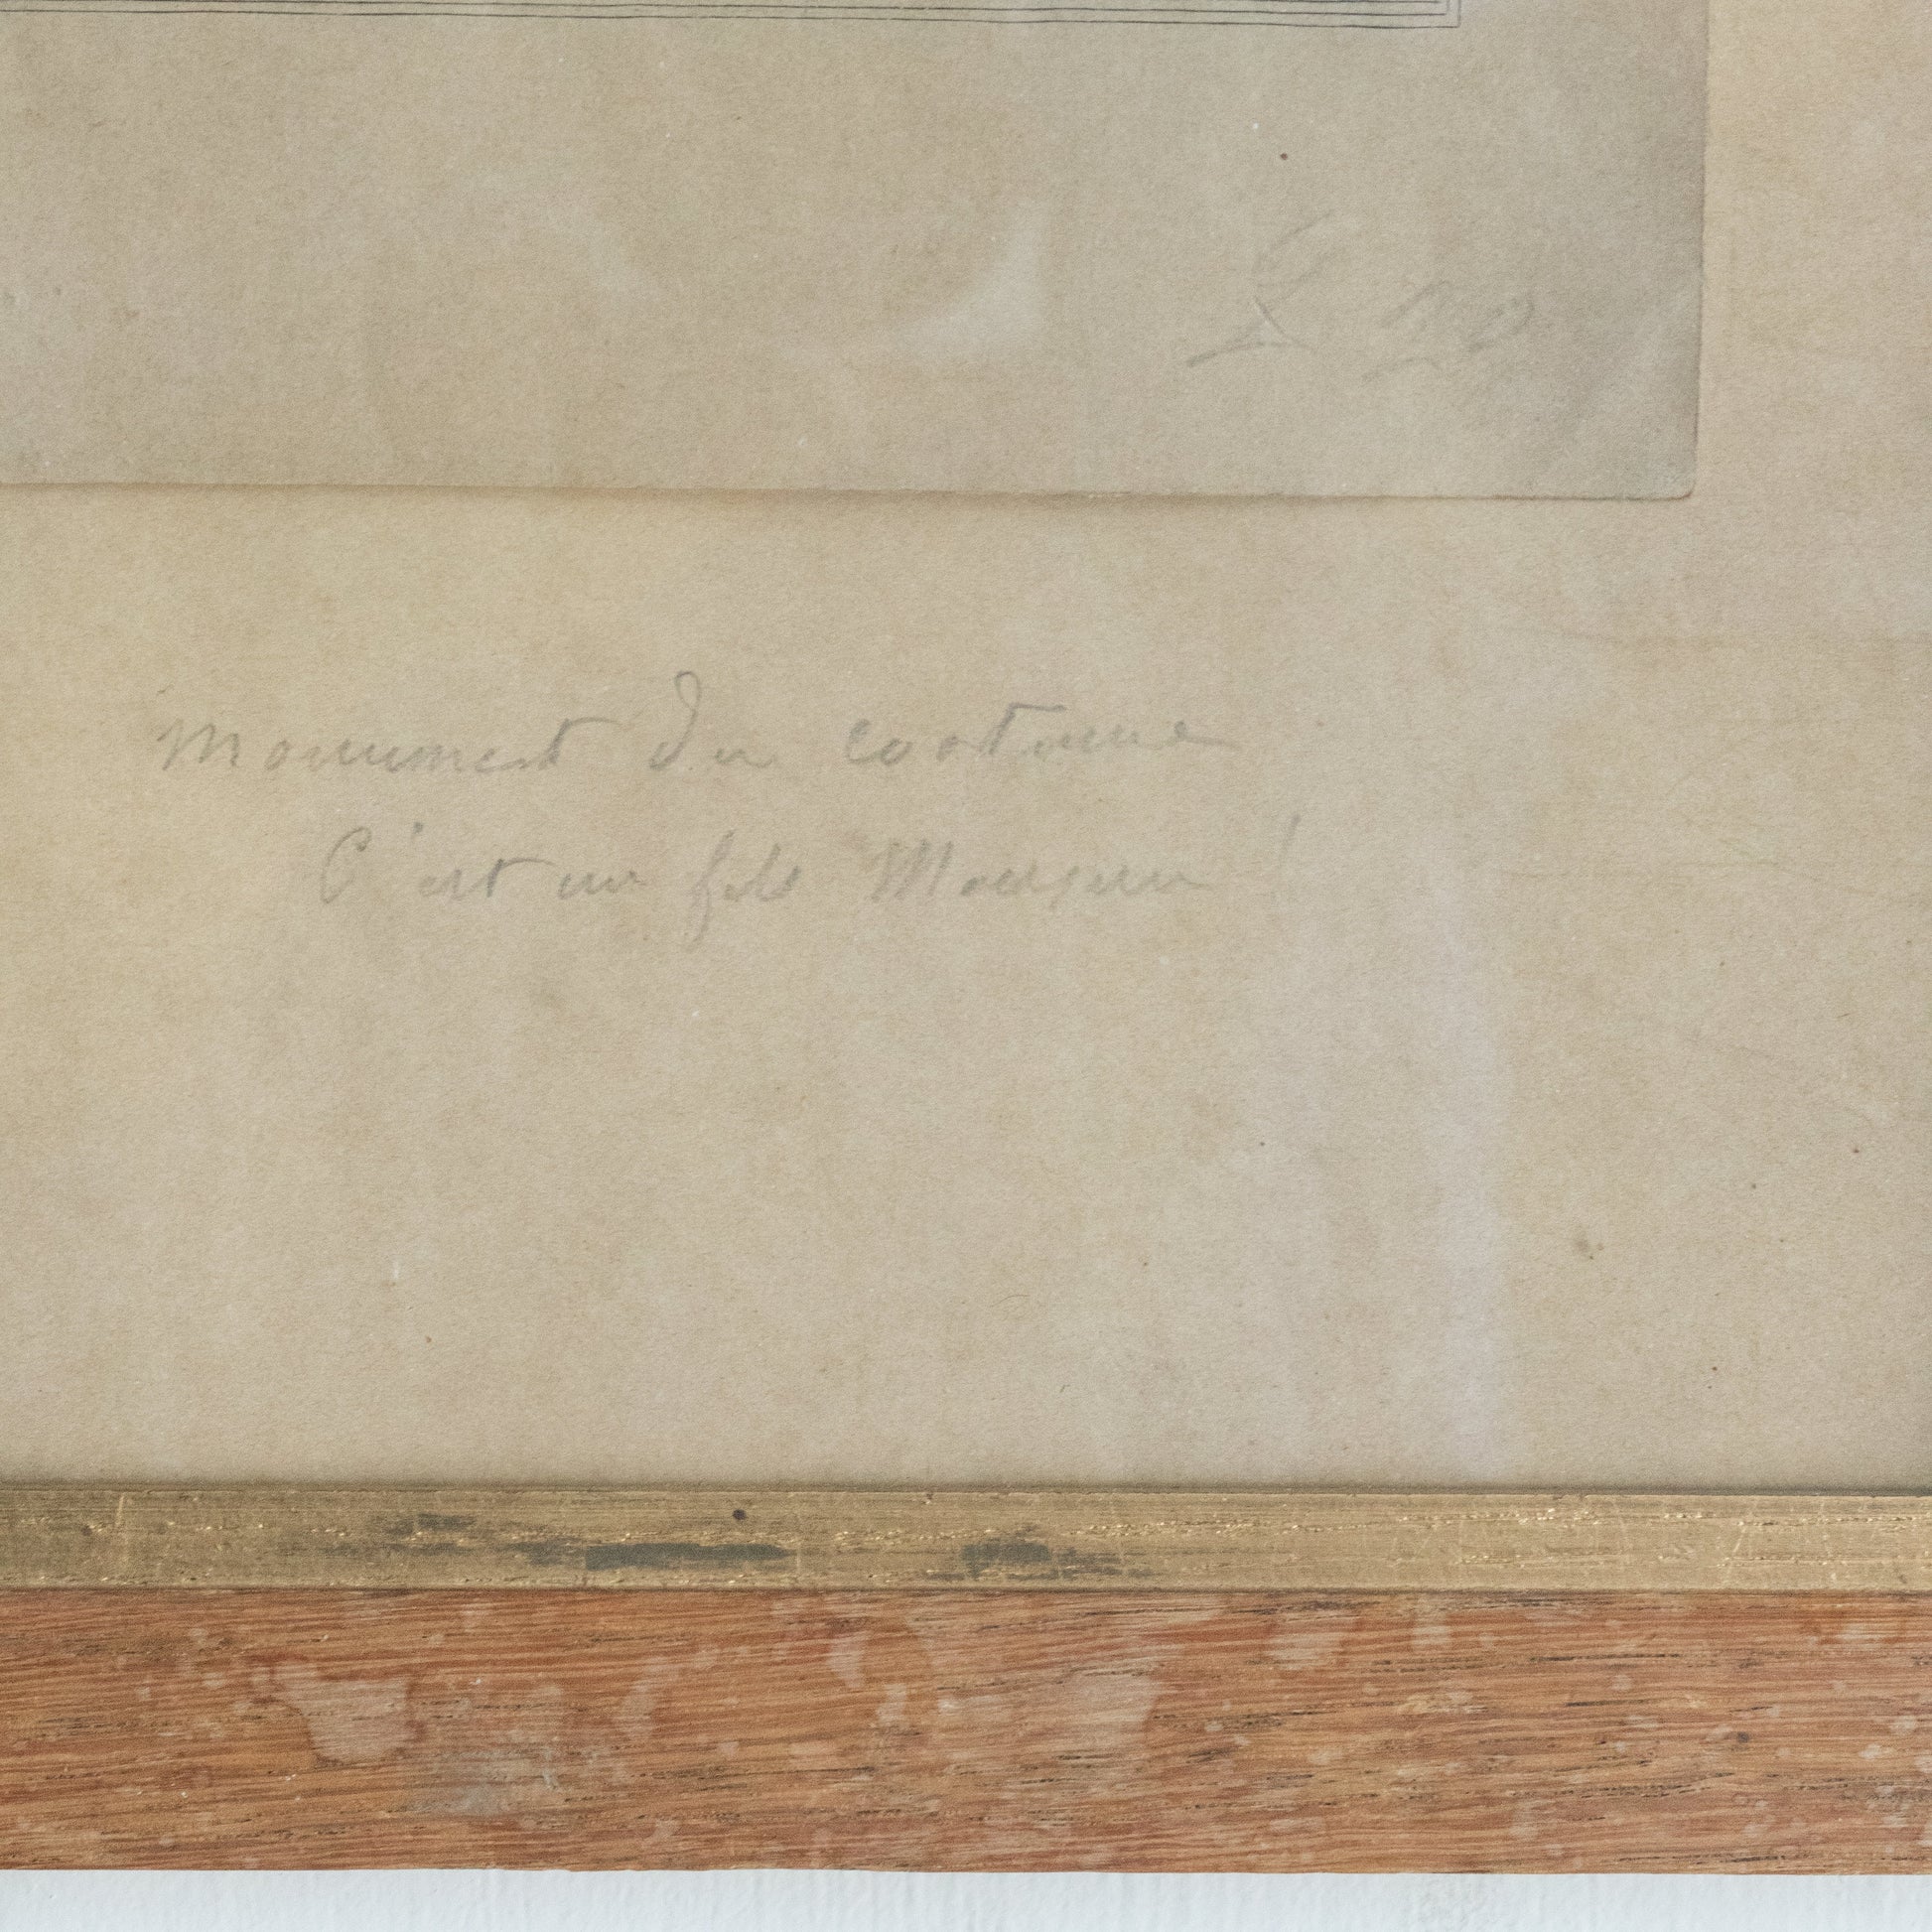 Monument du costume
C'est un fils Monsieur !